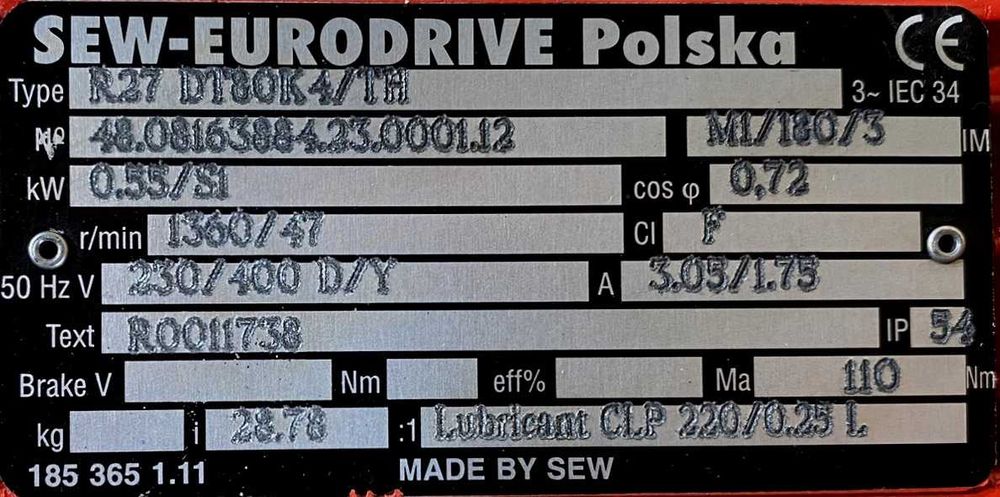 SEW-EURODRIVE Polska CE
Type R27 DT80K4/TH 3~ IEC 34
Nº 48.08163884.23.0001.12 M1/180/3 IM
kW 0.55/S1 cos φ 0,72
r/min 1360/47 Cl F
50 Hz V 230/400 D/Y A 3.05/1.75
Text R0011738 IP 54
Brake V Nm eff% Ma 110 Nm
kg i 28.78 :1 Lubricant CLP 220/0.25 L
185 365 1.11 MADE BY SEW